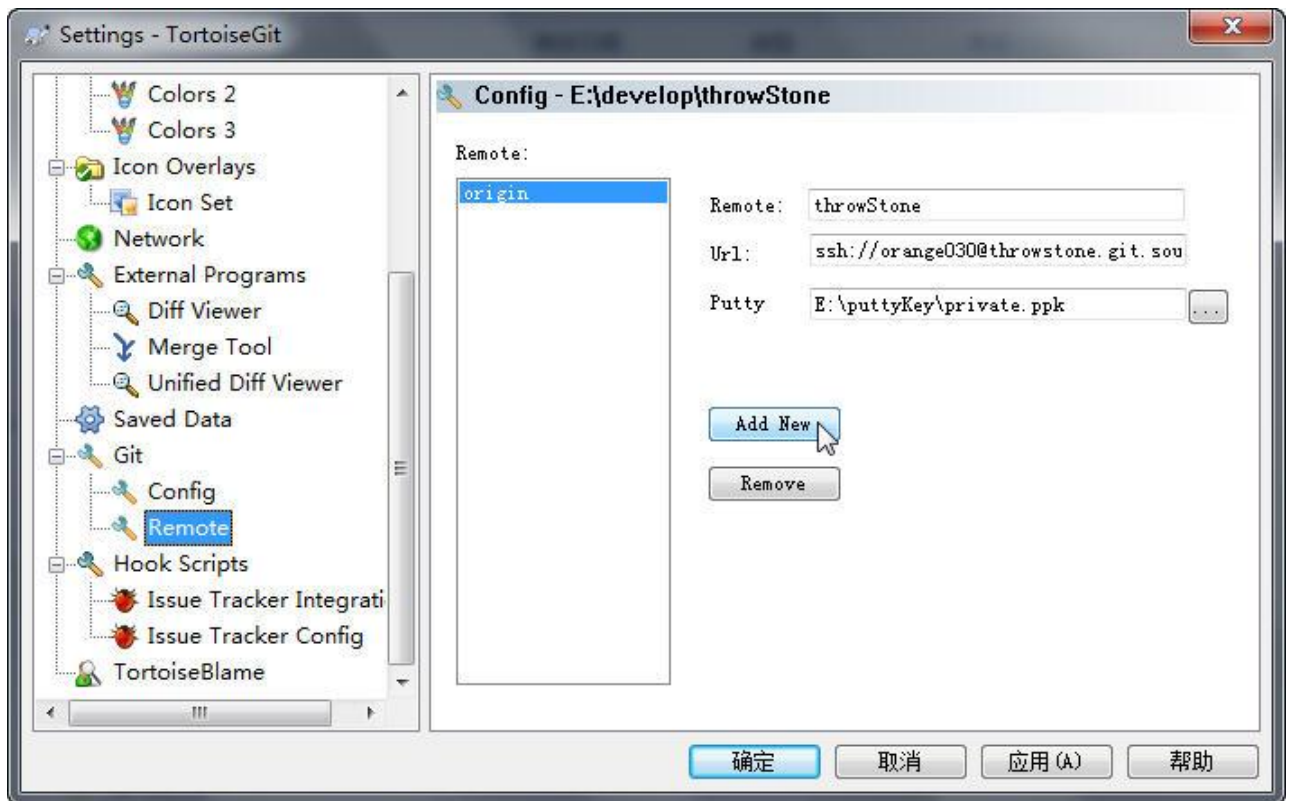 Settings - TortoiseGit
Colors 2
Colors 3
Icon Overlays
Icon Set
Network
External Programs
Diff Viewer
Merge Tool
Unified Diff Viewer
Saved Data
Git
Config
Remote
Hook Scripts
Issue Tracker Integrati
Issue Tracker Config
TortoiseBlame
Config - E:\develop\throwStone
Remote:
origin
Remote: throwStone
Url: ssh://orange030@throwstone.git.sou
Putty E:\puttyKey\private.ppk ...
Add New
Remove
确定 取消 应用(A) 帮助